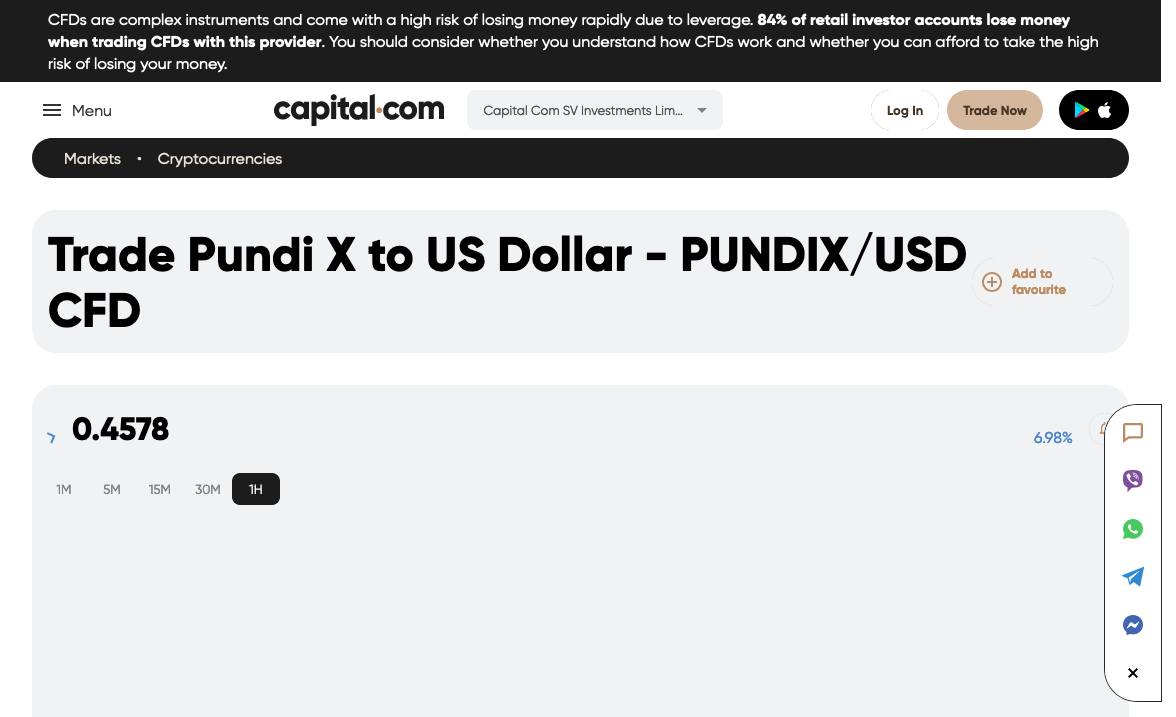 CFDs are complex instruments and come with a high risk of losing money rapidly due to leverage. 84% of retail investor accounts lose money
when trading CFDs with this provider. You should consider whether you understand how CFDs work and whether you can afford to take the high
risk of losing your money.
Menu
capital.com
Capital Com SV Investments Lim...
Log In
Trade Now
Markets • Cryptocurrencies
Trade Pundi X to US Dollar - PUNDIX/USD
CFD
Add to
favourite
0.4578
6.98%
1M 5M 15M 30M 1H